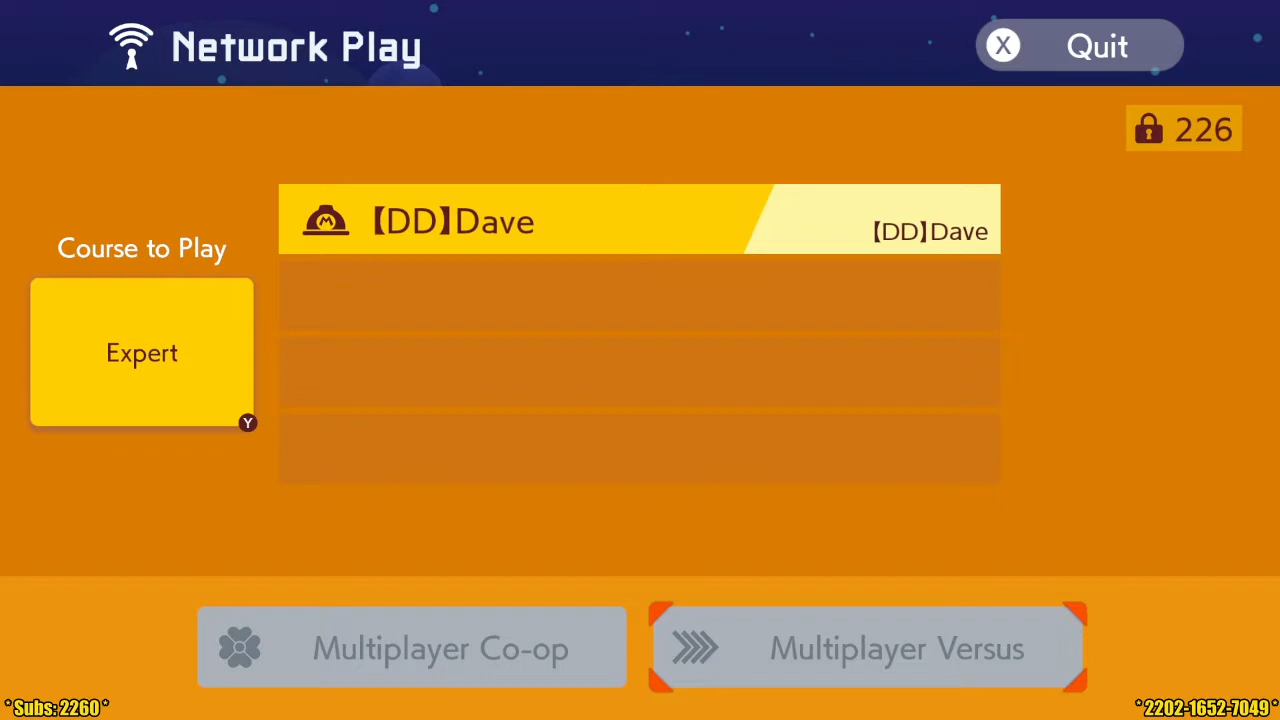 Network Play
X Quit
226
M 【DD】Dave
【DD】Dave
Course to Play
Expert
Y
Multiplayer Co-op
Multiplayer Versus
*Subs: 2260*
*2202-1652-7049*